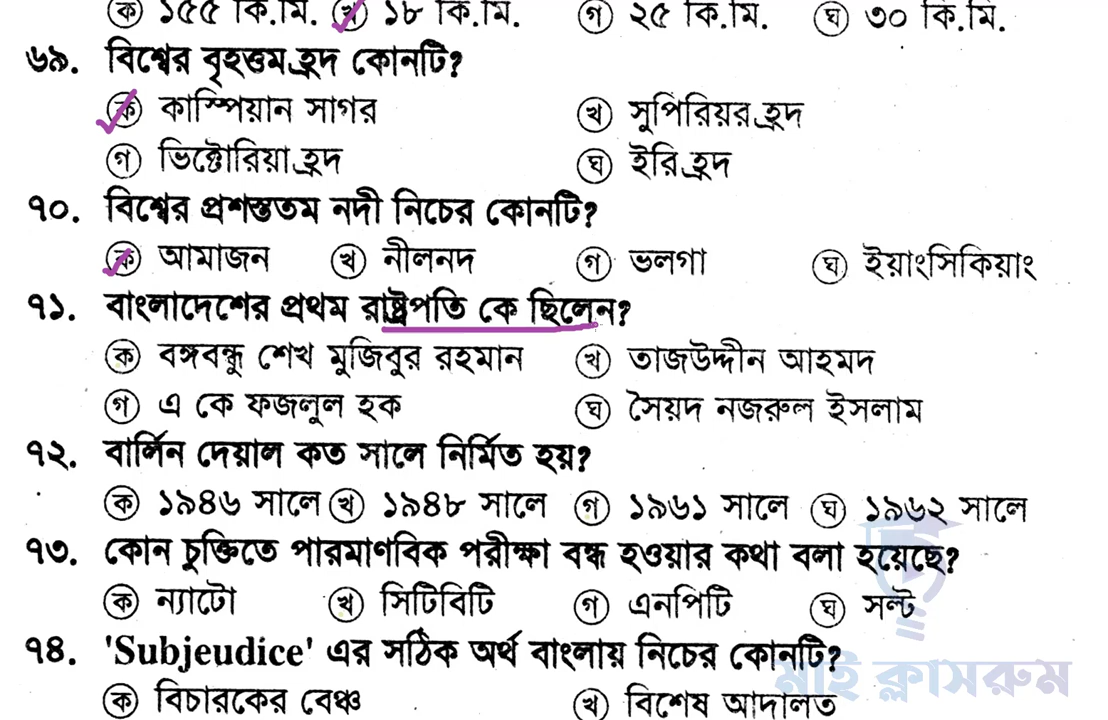 ক ১৫৫ কি.মি. খ ১৮ কি.মি. গ ২৫ কি.মি. ঘ ৩০ কি.মি.
৬৯. বিশ্বের বৃহত্তম হ্রদ কোনটি?
ক কাস্পিয়ান সাগর খ সুপিরিয়র হ্রদ
গ ভিক্টোরিয়া হ্রদ ঘ ইরি হ্রদ
৭০. বিশ্বের প্রশস্ততম নদী নিচের কোনটি?
ক আমাজন খ নীলনদ গ ভলগা ঘ ইয়াংসিকিয়াং
৭১. বাংলাদেশের প্রথম রাষ্ট্রপতি কে ছিলেন?
ক বঙ্গবন্ধু শেখ মুজিবুর রহমান খ তাজউদ্দীন আহমদ
গ এ কে ফজলুল হক ঘ সৈয়দ নজরুল ইসলাম
৭২. বার্লিন দেয়াল কত সালে নির্মিত হয়?
ক ১৯৪৬ সালে খ ১৯৪৮ সালে গ ১৯৬১ সালে ঘ ১৯৬২ সালে
৭৩. কোন চুক্তিতে পারমাণবিক পরীক্ষা বন্ধ হওয়ার কথা বলা হয়েছে?
ক ন্যাটো খ সিটিবিটি গ এনপিটি ঘ সল্ট
৭৪. 'Subjeudice' এর সঠিক অর্থ বাংলায় নিচের কোনটি?
মাই ক্লাসরুম
ক বিচারকের বেঞ্চ খ বিশেষ আদালত